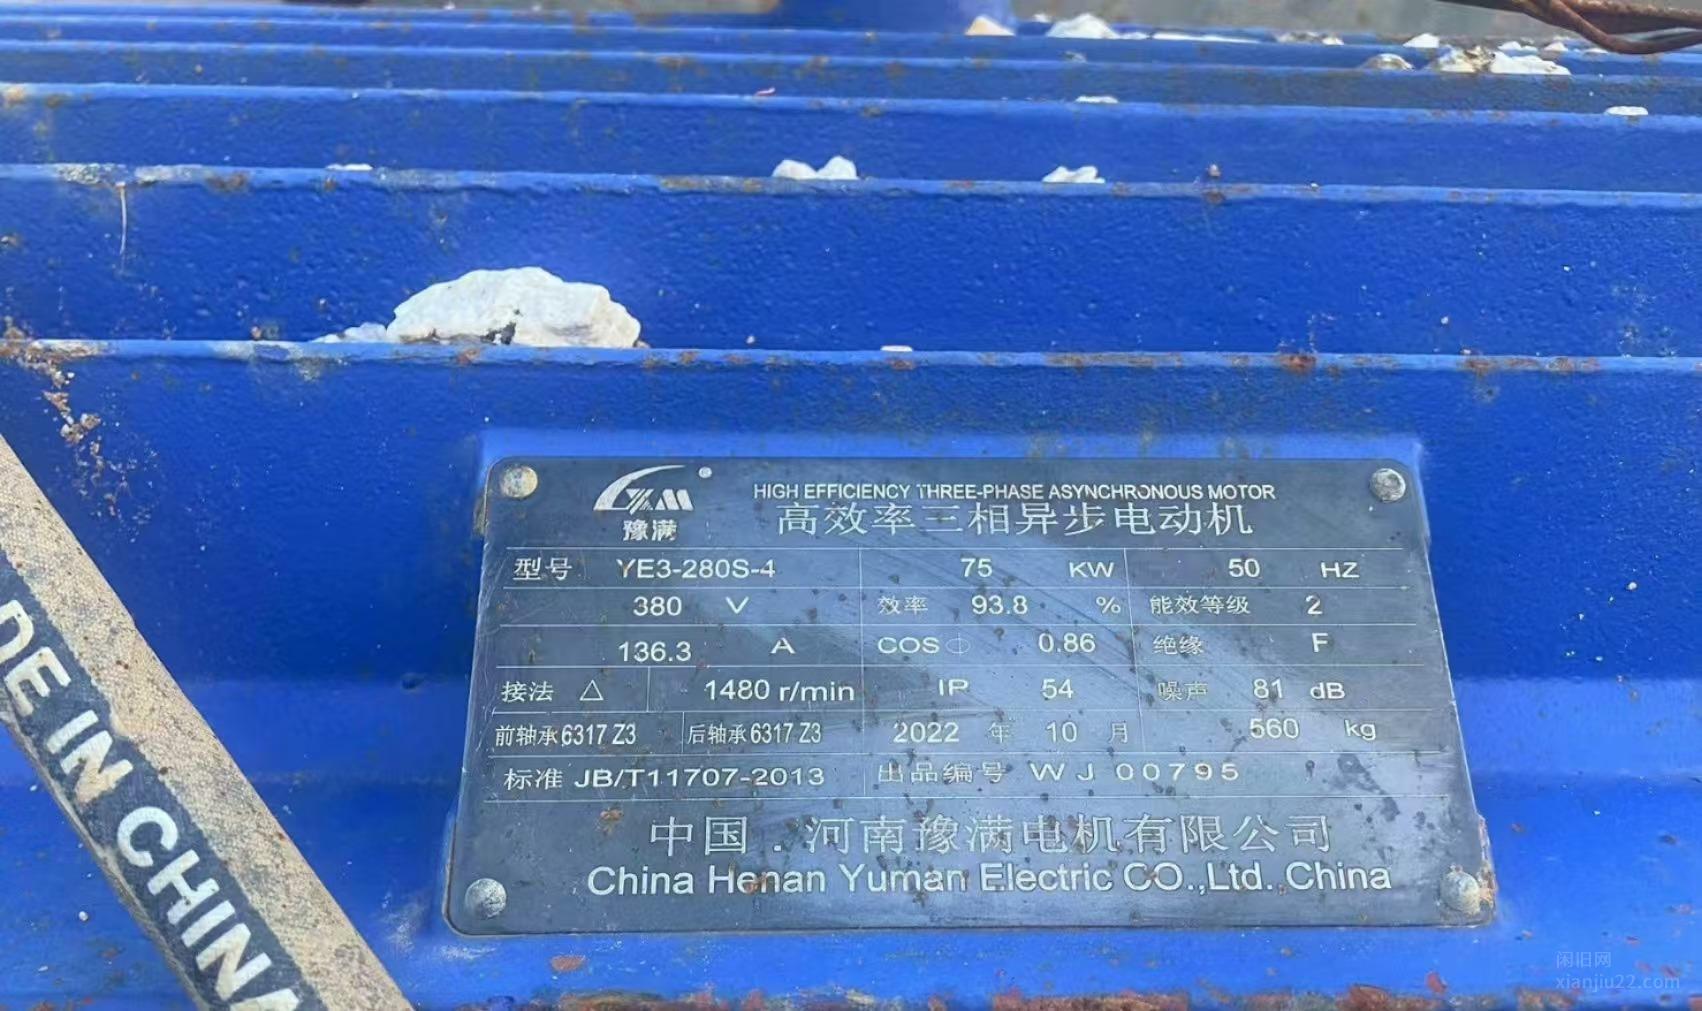 豫满
HIGH EFFICIENCY THREE-PHASE ASYNCHRONOUS MOTOR
高效率三相异步电动机
型号 YE3-280S-4 75 KW 50 HZ
380 V 效率 93.8 % 能效等级 2
136.3 A COSΦ 0.86 绝缘 F
接法 △ 1480 r/min IP 54 噪声 81 dB
前轴承 6317 Z3 后轴承 6317 Z3 2022 年 10 月 560 kg
标准 JB/T11707-2013 出品编号 WJ 00795
中国．河南豫满电机有限公司
China Henan Yuman Electric CO.,Ltd. China
DE IN CHINA
闲旧网
xianjiu22.com